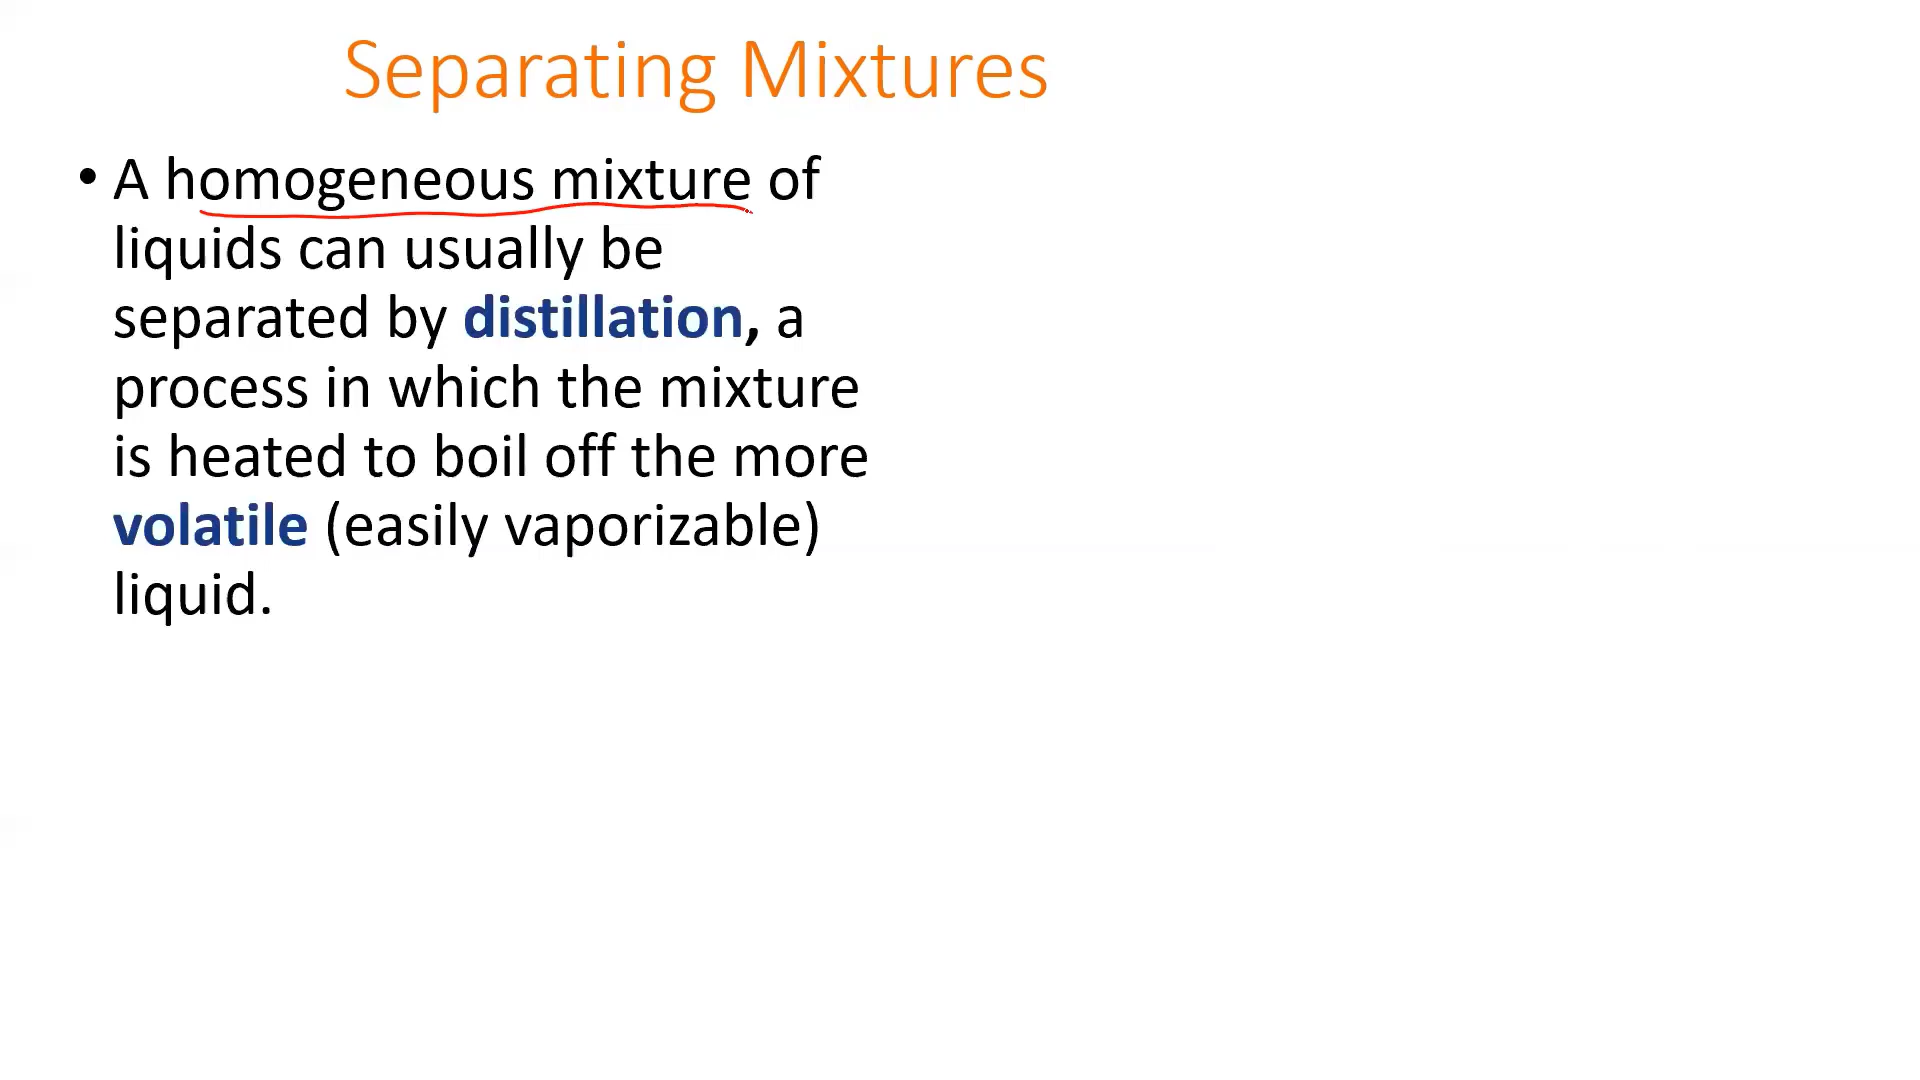 Separating Mixtures
• A homogeneous mixture of
liquids can usually be
separated by distillation, a
process in which the mixture
is heated to boil off the more
volatile (easily vaporizable)
liquid.